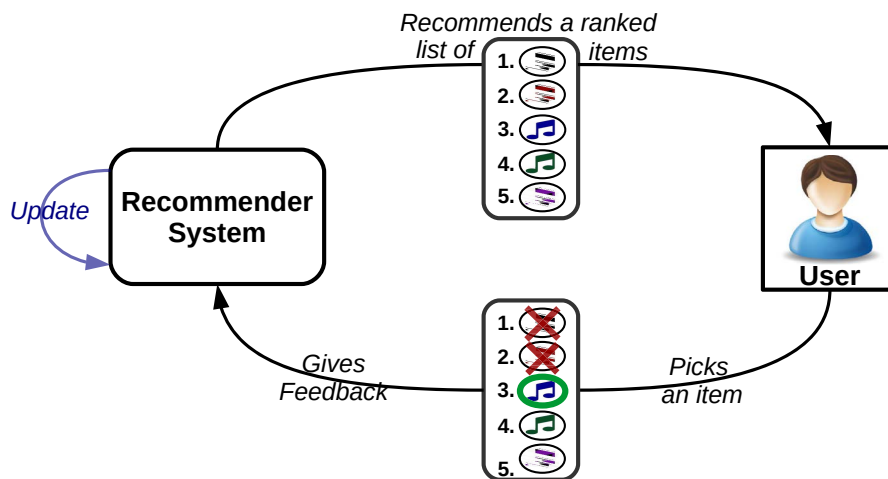 Recommends a ranked
list of items
1.
2.
3.
4.
5.
Update
Recommender
System
User
1.
2.
3.
4.
5.
Gives
Feedback
Picks
an item